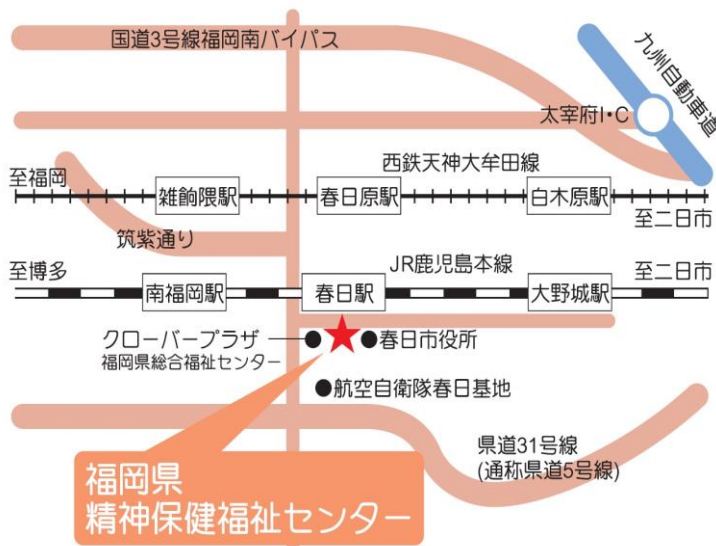 国道3号線福岡南バイパス
九州自動車道
太宰府I・C
西鉄天神大牟田線
至福岡
雑餉隈駅
春日原駅
白木原駅
至二日市
筑紫通り
至博多
JR鹿児島本線
至二日市
南福岡駅
春日駅
大野城駅
クローバープラザ
福岡県総合福祉センター
春日市役所
航空自衛隊春日基地
県道31号線
(通称県道5号線)
福岡県
精神保健福祉センター